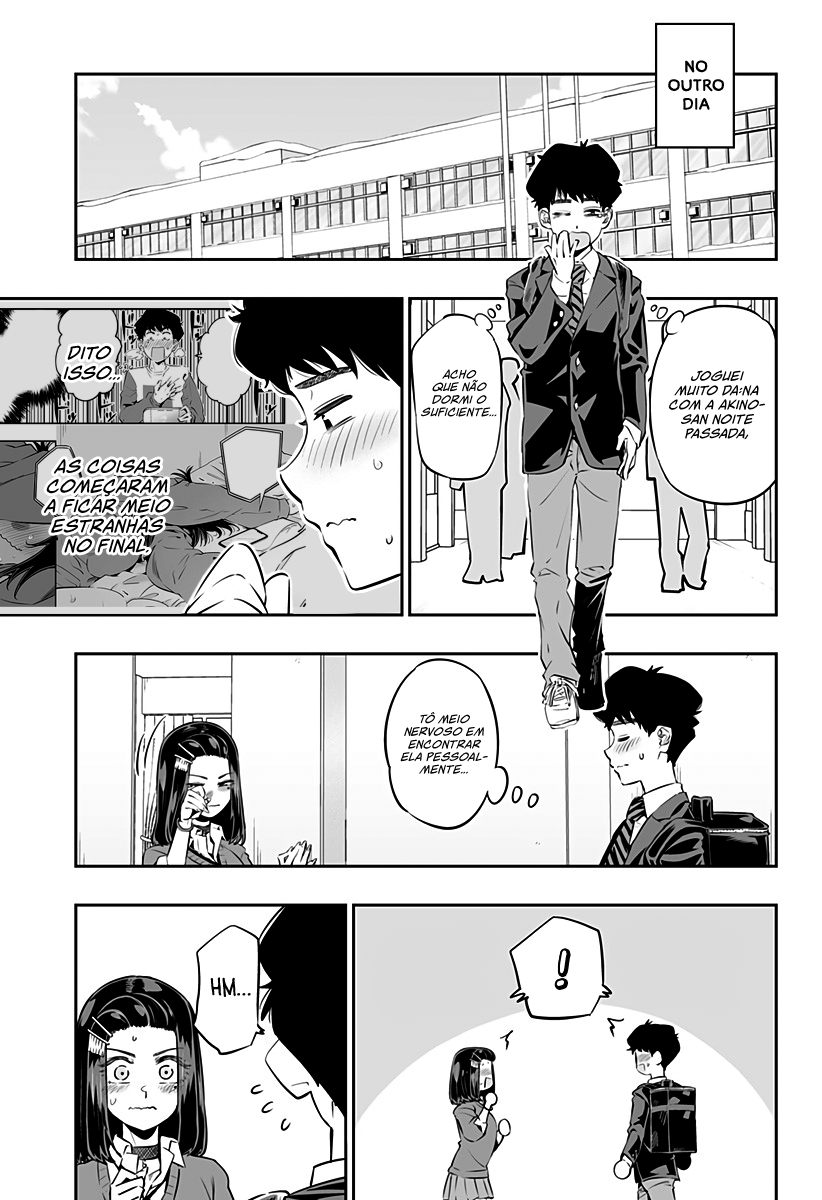 NO
OUTRO
DIA
JOGUEI
MUITO DA:NA
COM A AKINO-
SAN NOITE
PASSADA,
ACHO
QUE NÃO
DORMI O
SUFICIENTE...
DITO
ISSO...
AS COISAS
COMEÇARAM
A FICAR MEIO
ESTRANHAS
NO FINAL.
TÔ MEIO
NERVOSO EM
ENCONTRAR
ELA PESSOAL-
MENTE...
!
HM...